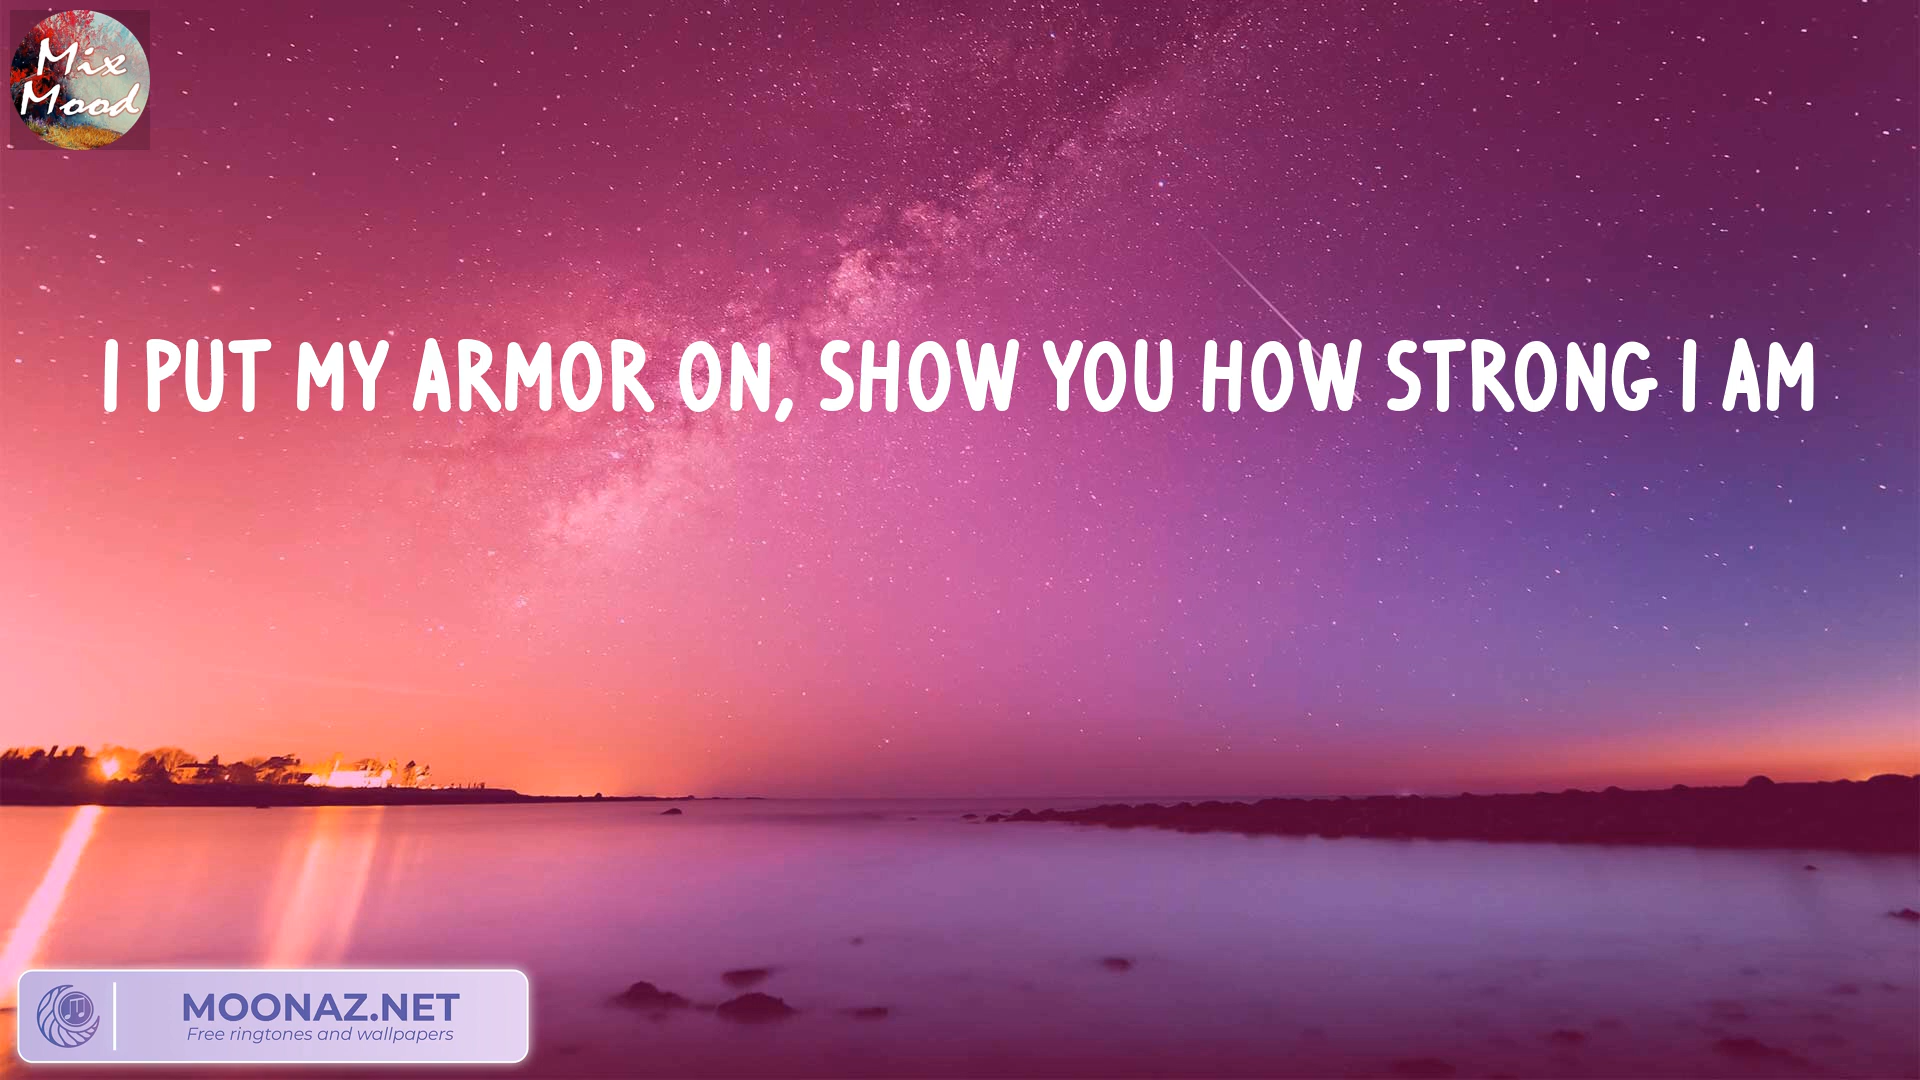 Mix
Mood
I PUT MY ARMOR ON, SHOW YOU HOW STRONG I AM
MOONAZ.NET
Free ringtones and wallpapers